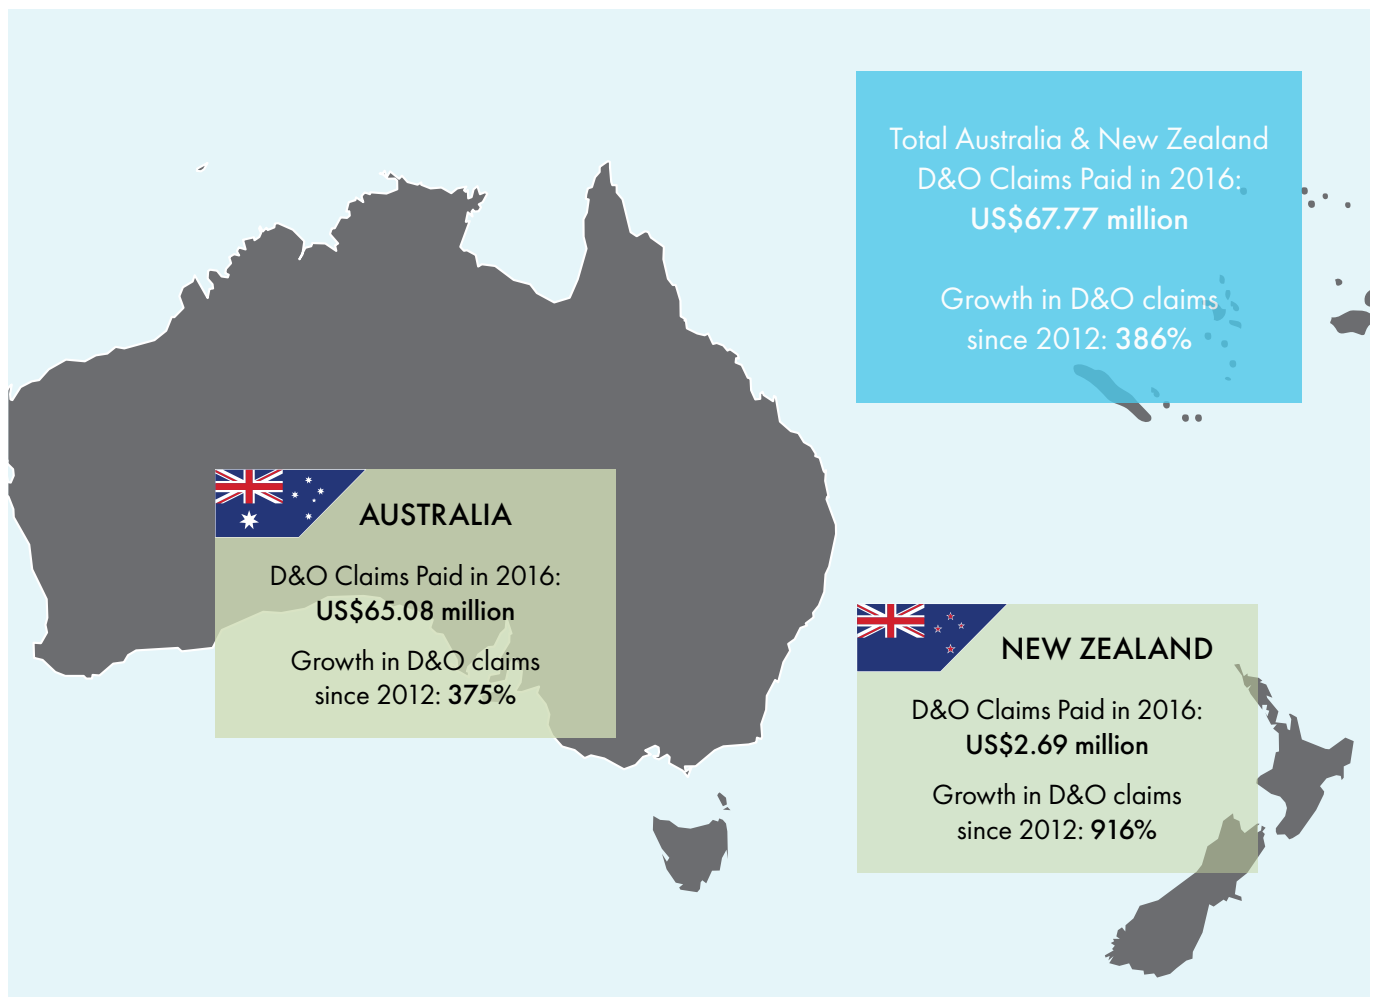 Total Australia & New Zealand
D&O Claims Paid in 2016:
US$67.77 million
Growth in D&O claims
since 2012: 386%
AUSTRALIA
D&O Claims Paid in 2016:
US$65.08 million
Growth in D&O claims
since 2012: 375%
NEW ZEALAND
D&O Claims Paid in 2016:
US$2.69 million
Growth in D&O claims
since 2012: 916%